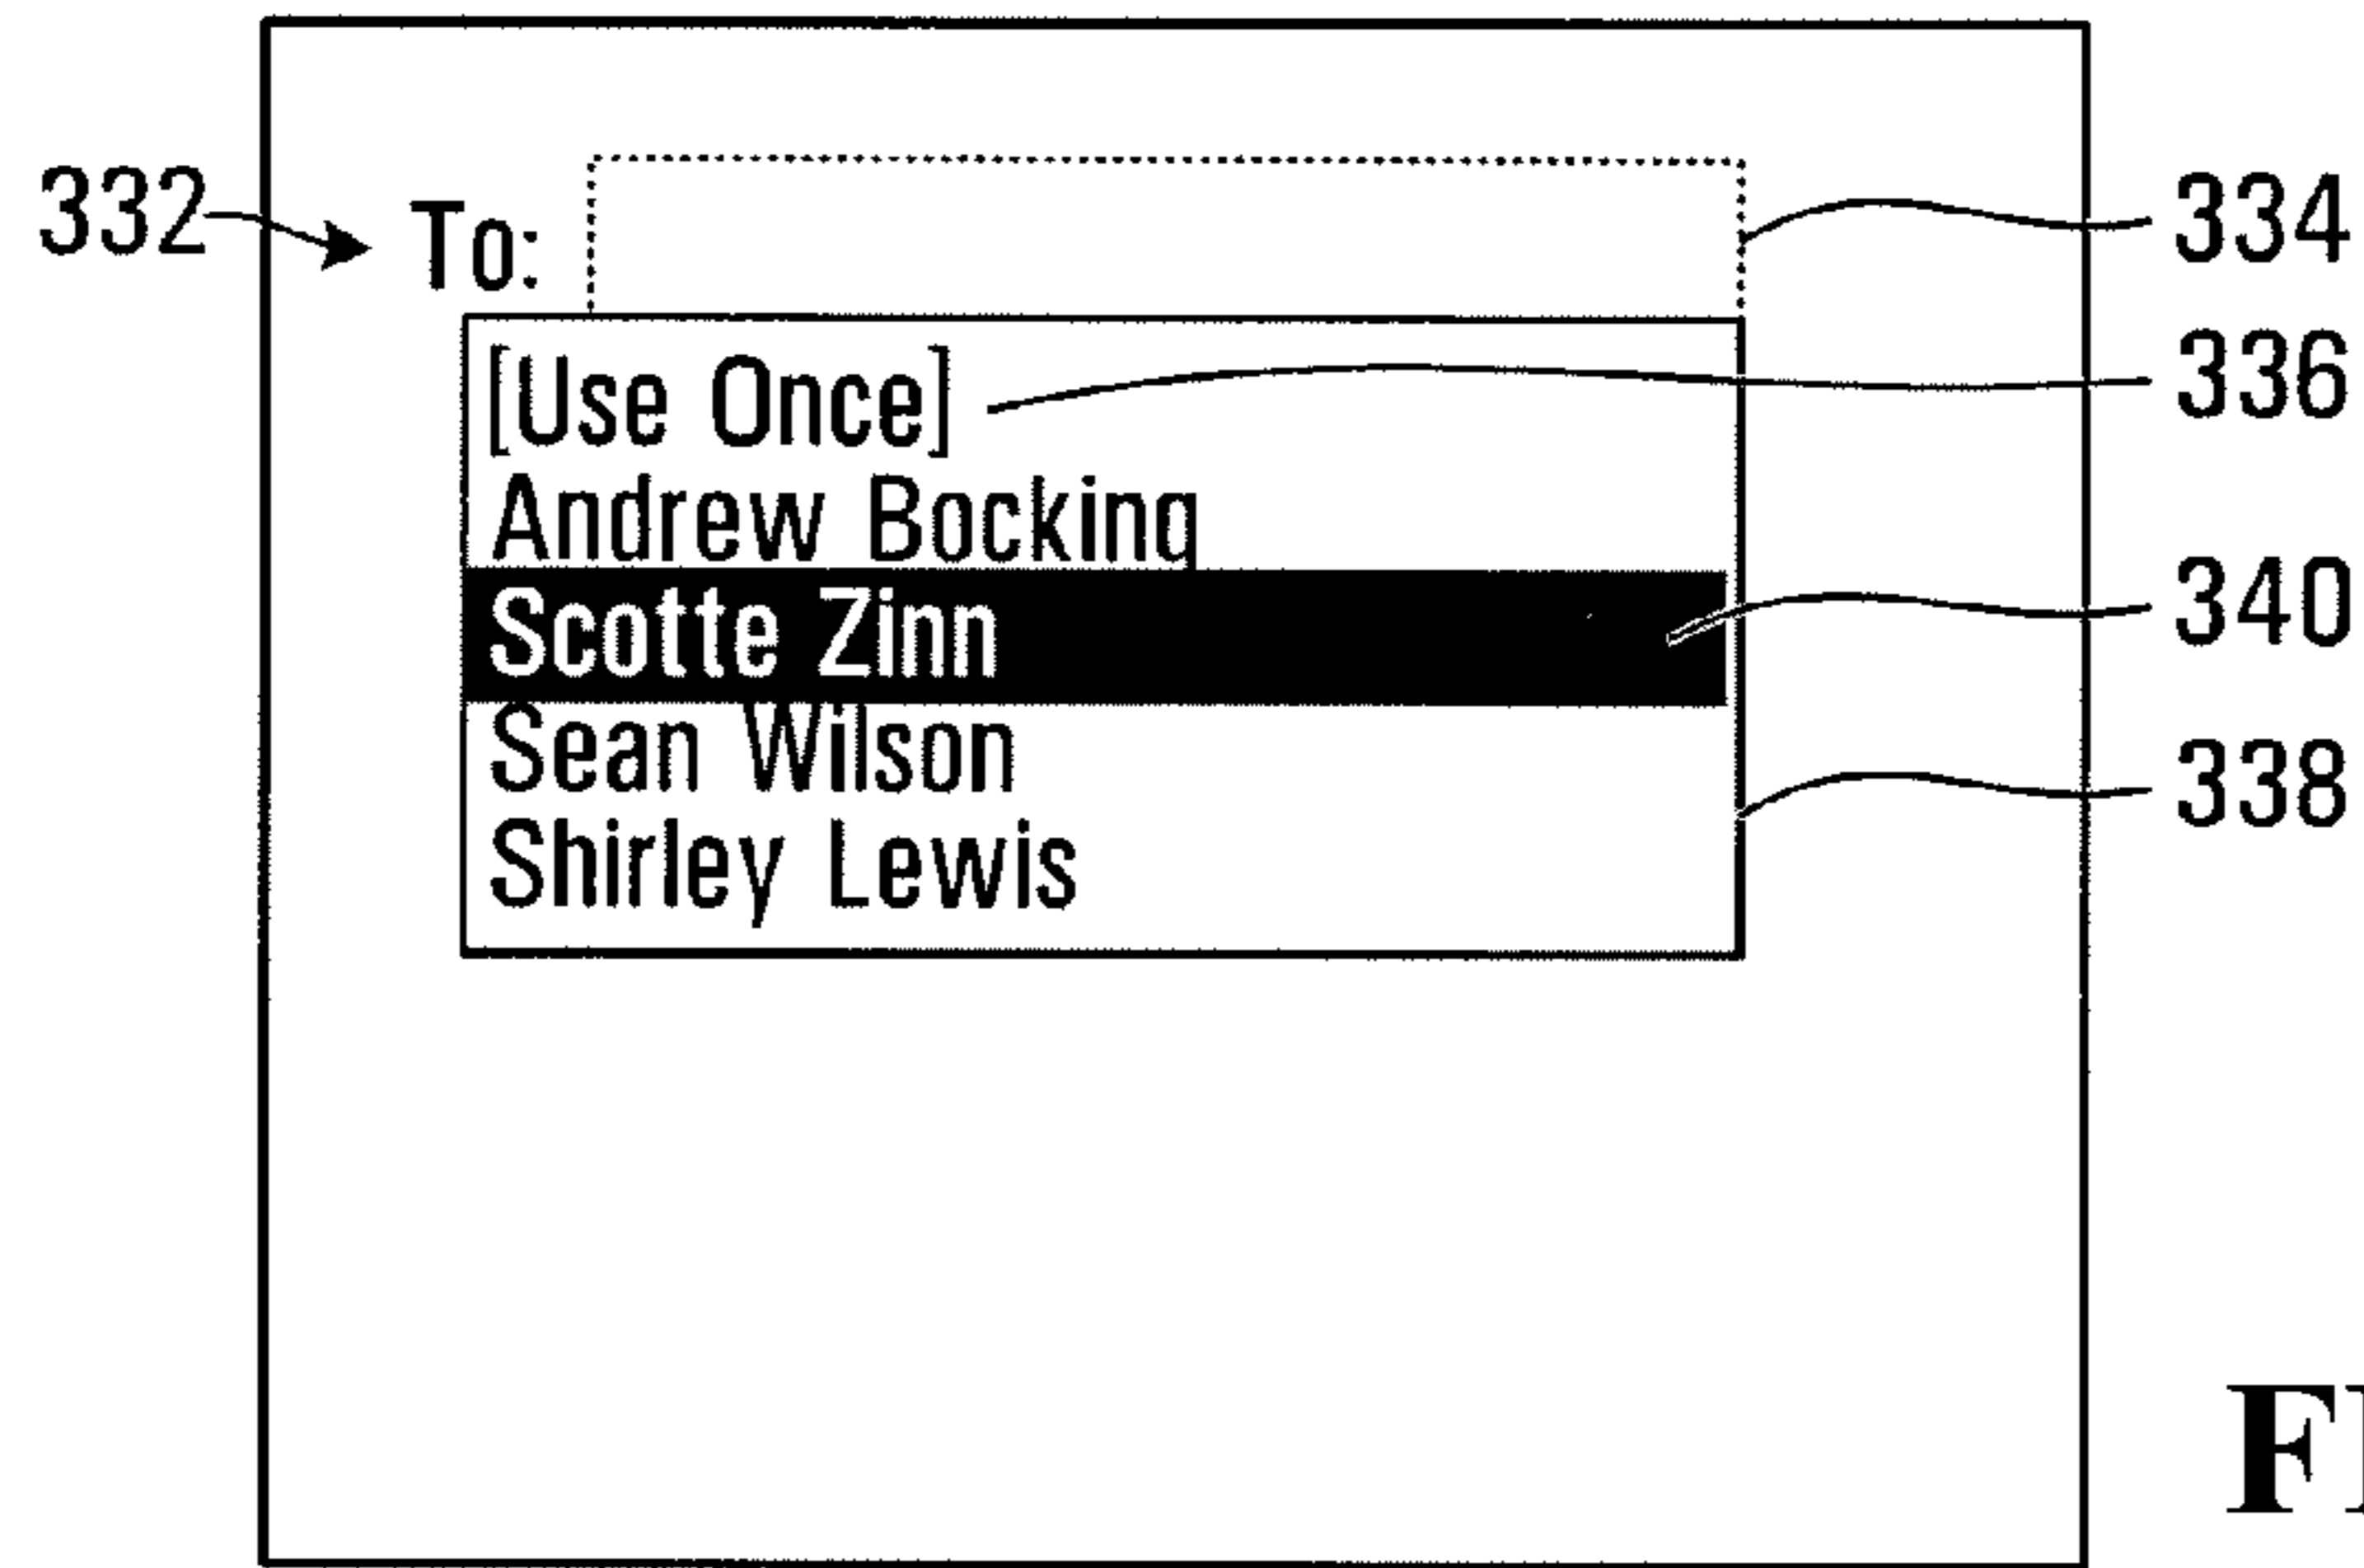 332
To:
334
[Use Once]
336
Andrew Bocking
Scotte Zinn
340
Sean Wilson
338
Shirley Lewis